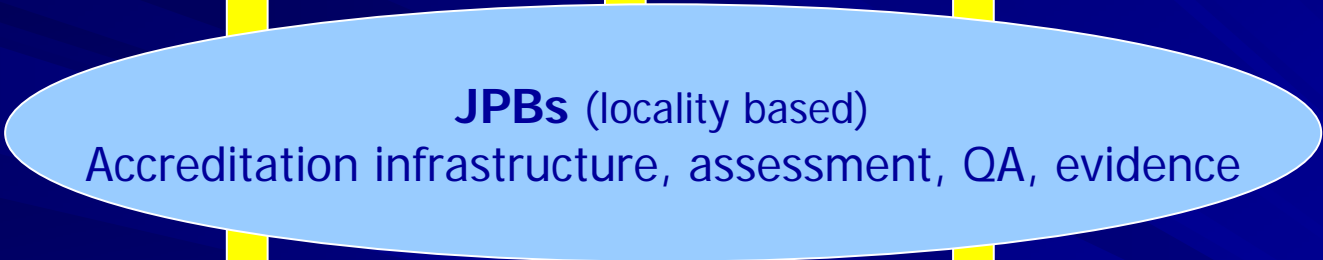 JPBs (locality based)
Accreditation infrastructure, assessment, QA, evidence